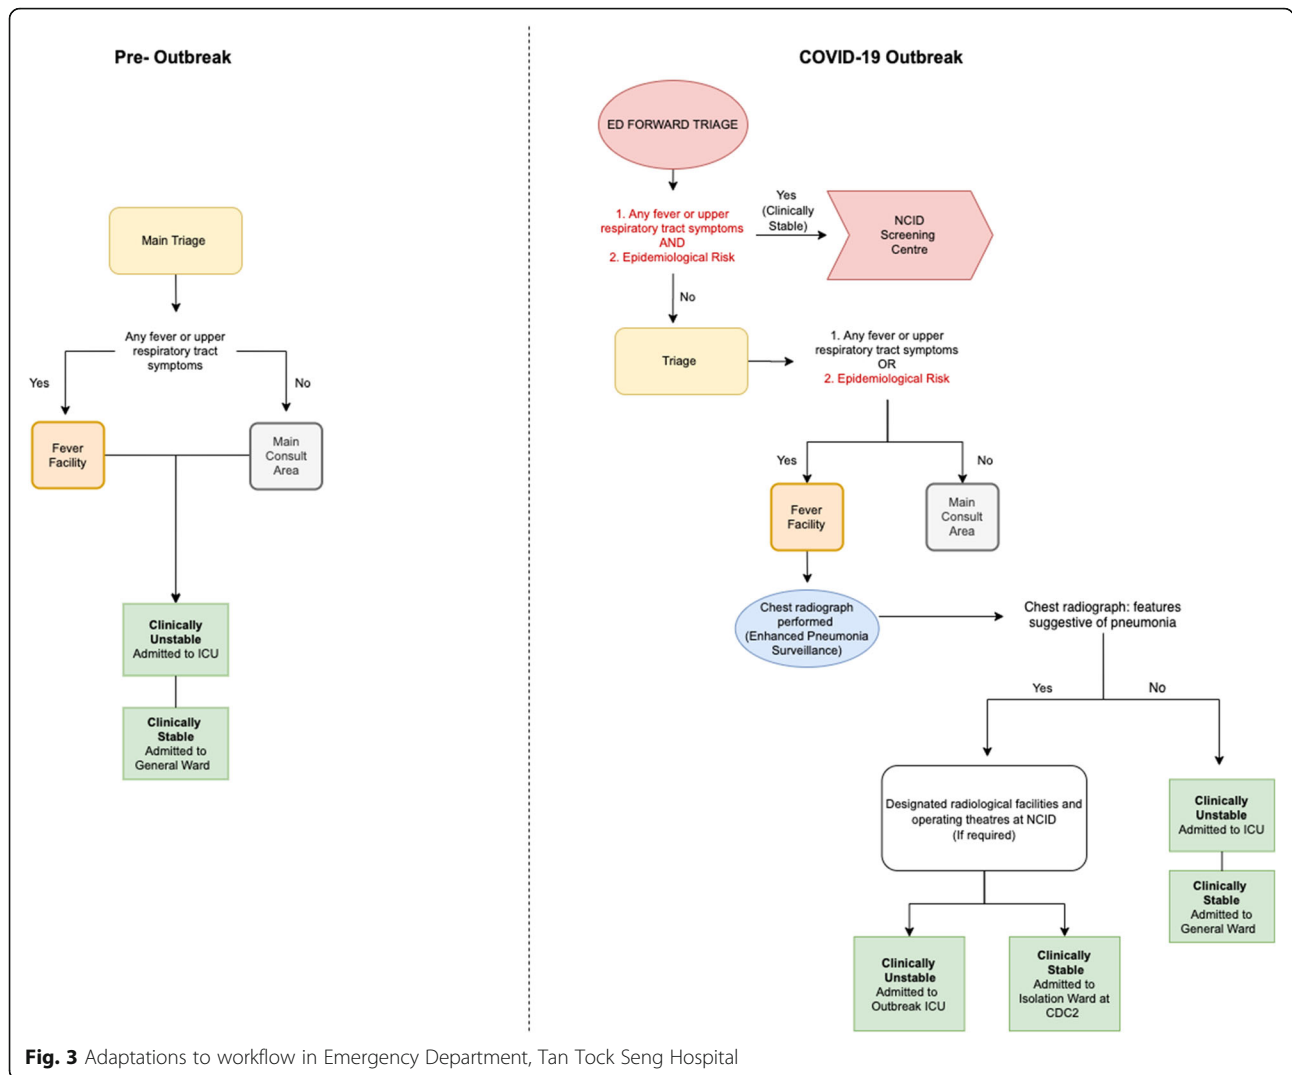 Pre- Outbreak
Main Triage
Any fever or upper
respiratory tract
symptoms
Yes
No
Fever
Facility
Main
Consult
Area
Clinically
Unstable
Admitted to ICU
Clinically
Stable
Admitted to
General Ward
COVID-19 Outbreak
ED FORWARD TRIAGE
1. Any fever or upper
respiratory tract symptoms
AND
2. Epidemiological Risk
Yes
(Clinically
Stable)
NCID
Screening
Centre
No
Triage
1. Any fever or upper
respiratory tract symptoms
OR
2. Epidemiological Risk
Yes
No
Fever
Facility
Main
Consult
Area
Chest radiograph
performed
(Enhanced Pneumonia
Surveillance)
Chest radiograph: features
suggestive of pneumonia
Yes
No
Designated radiological facilities and
operating theatres at NCID
(If required)
Clinically
Unstable
Admitted to ICU
Clinically
Stable
Admitted to
General Ward
Clinically
Unstable
Admitted to
Outbreak ICU
Clinically
Stable
Admitted to
Isolation Ward at
CDC2
Fig. 3 Adaptations to workflow in Emergency Department, Tan Tock Seng Hospital